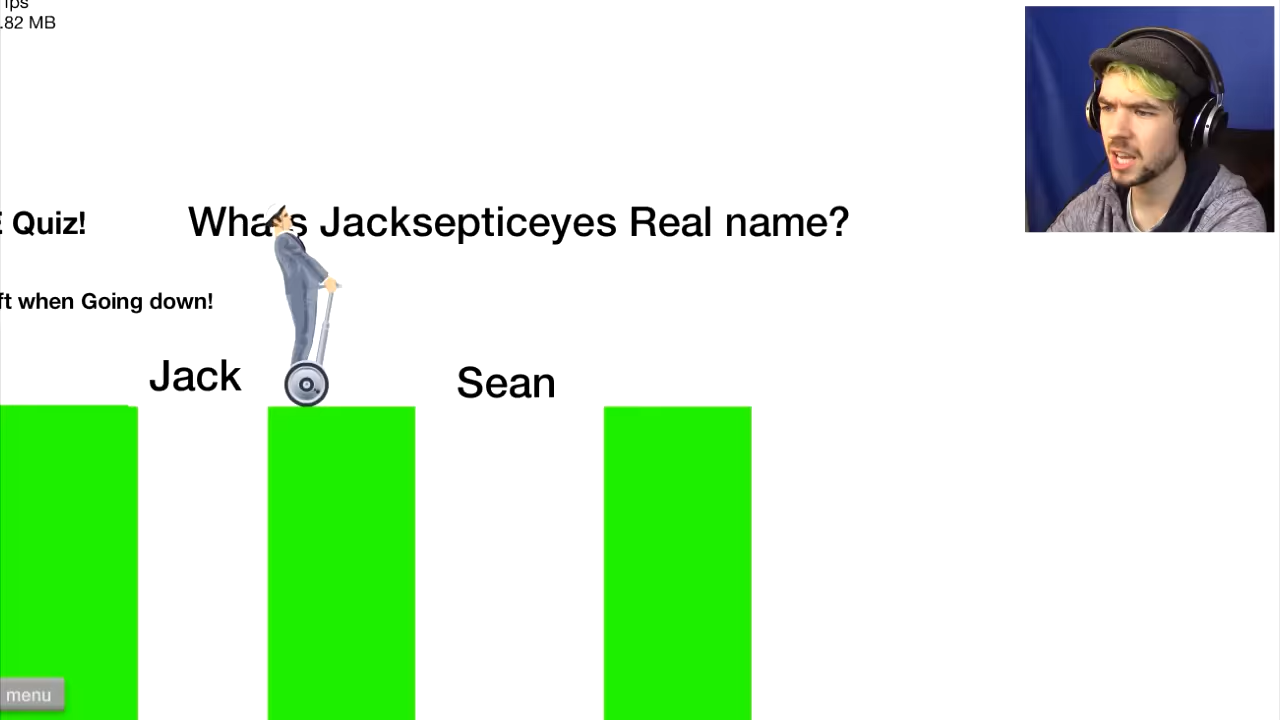 fps
.82 MB
Quiz!
What's Jacksepticeyes Real name?
ft when Going down!
Jack
Sean
menu